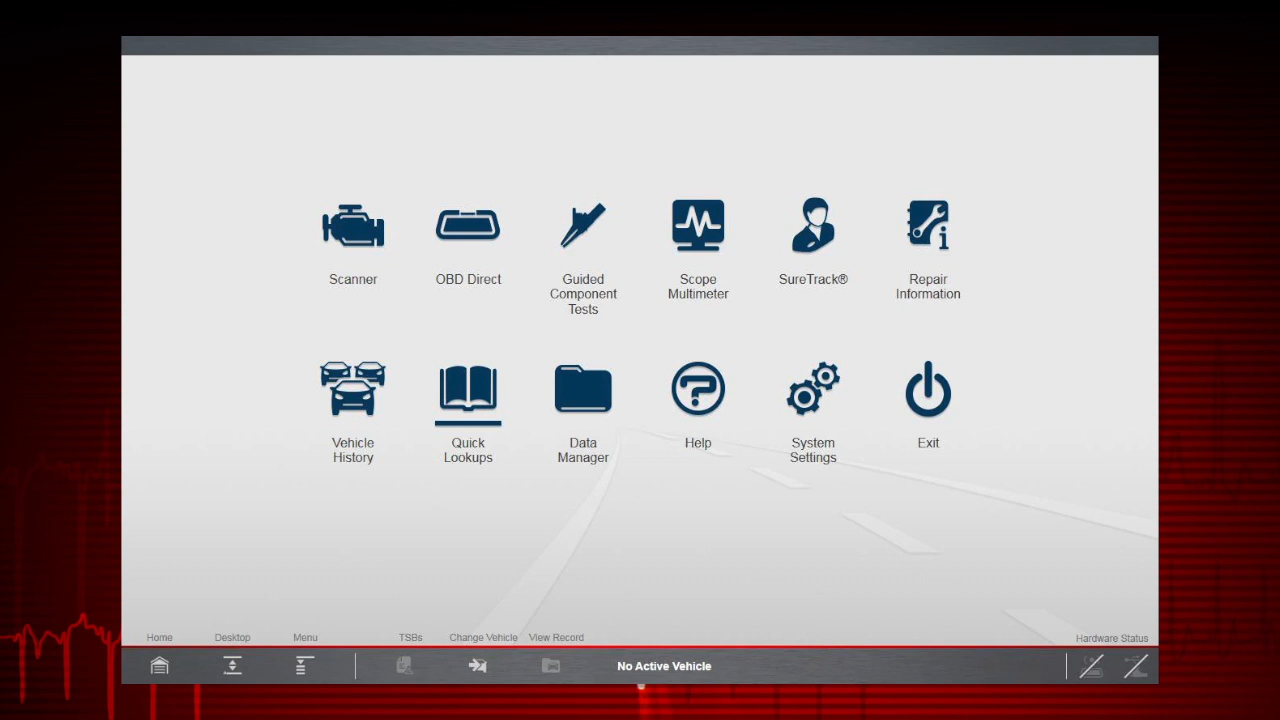 Scanner
OBD Direct
Guided
Component
Tests
Scope
Multimeter
SureTrack®
Repair
Information
Vehicle
History
Quick
Lookups
Data
Manager
Help
System
Settings
Exit
Home
Desktop
Menu
TSBs
Change Vehicle
View Record
Hardware Status
No Active Vehicle